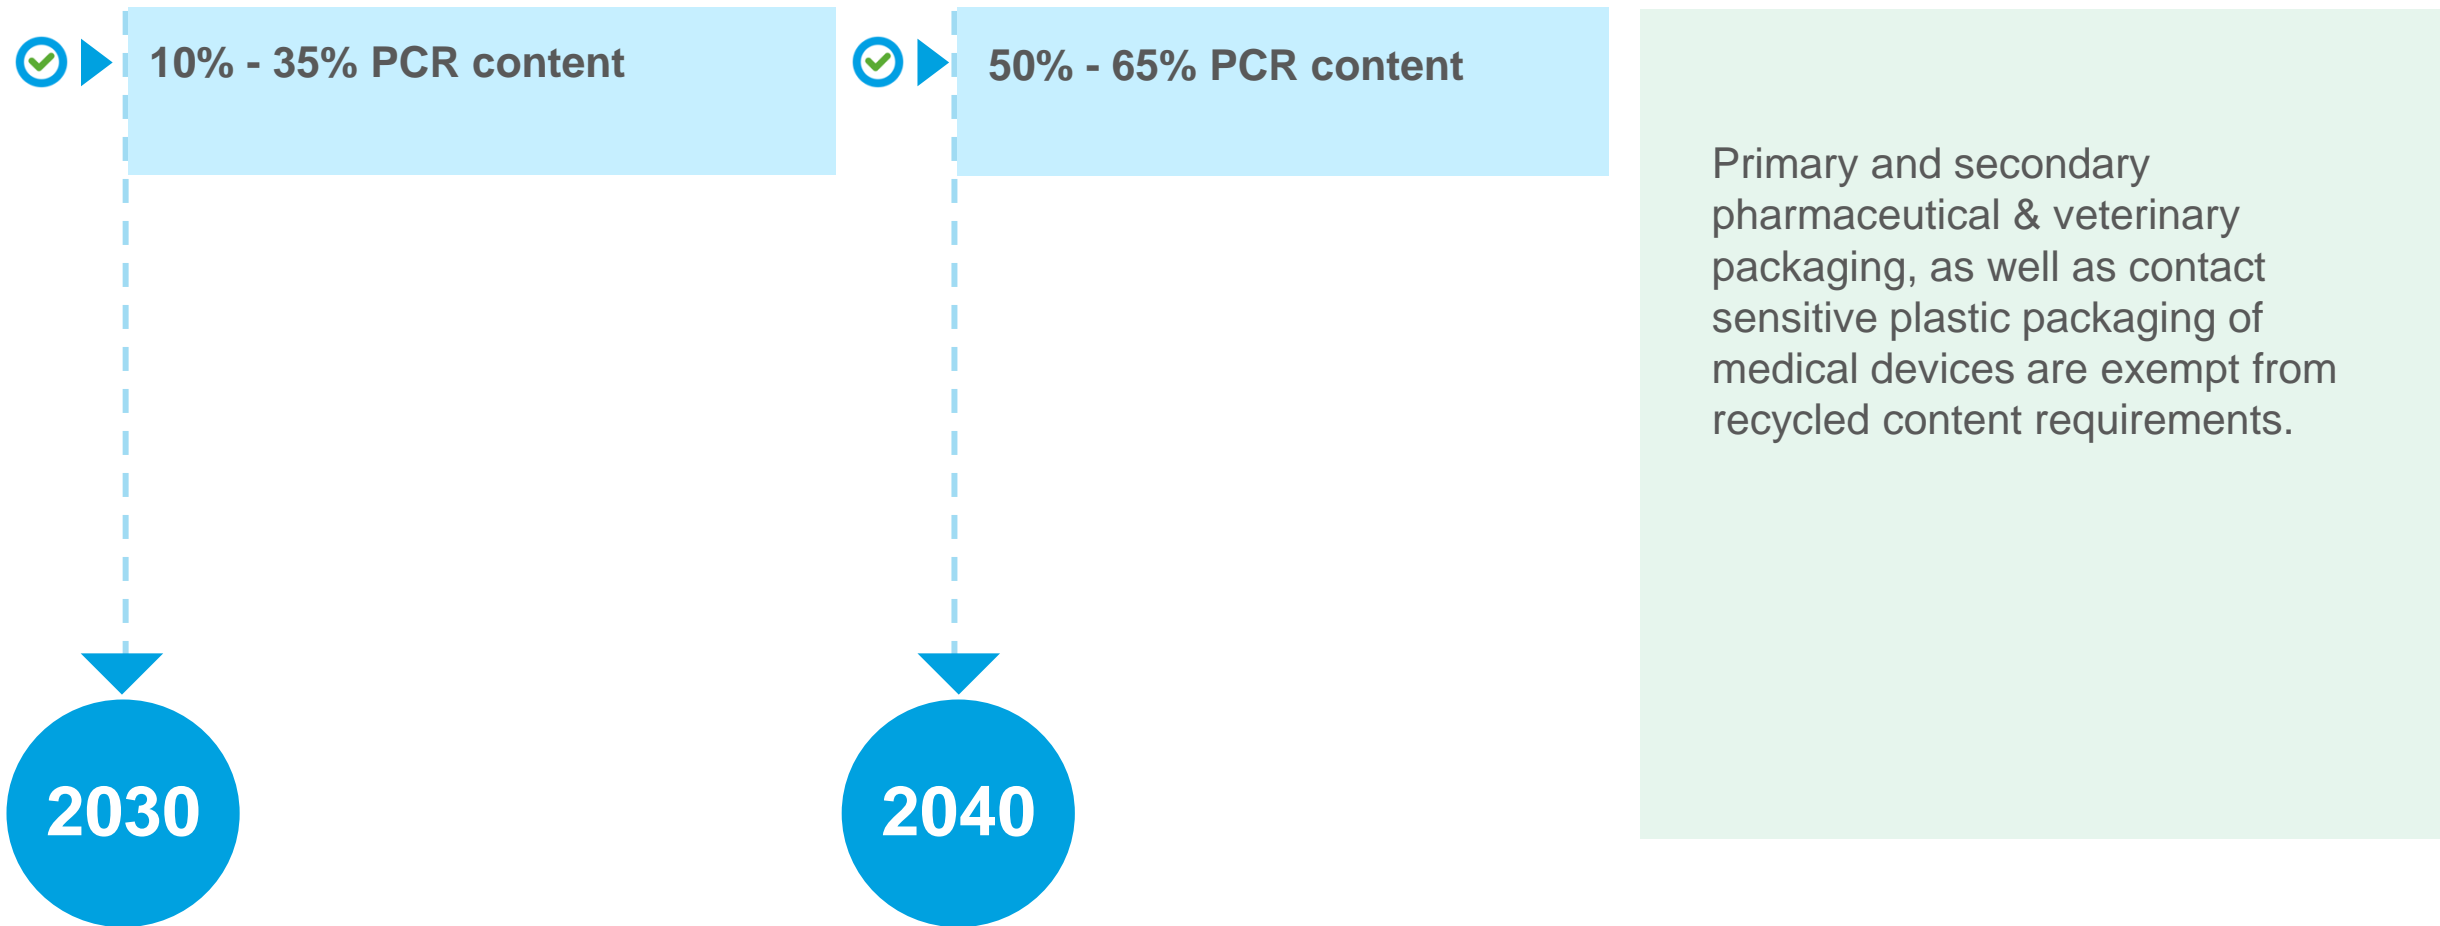 10% - 35% PCR content
50% - 65% PCR content
Primary and secondary
pharmaceutical & veterinary
packaging, as well as contact
sensitive plastic packaging of
medical devices are exempt from
recycled content requirements.
2030
2040